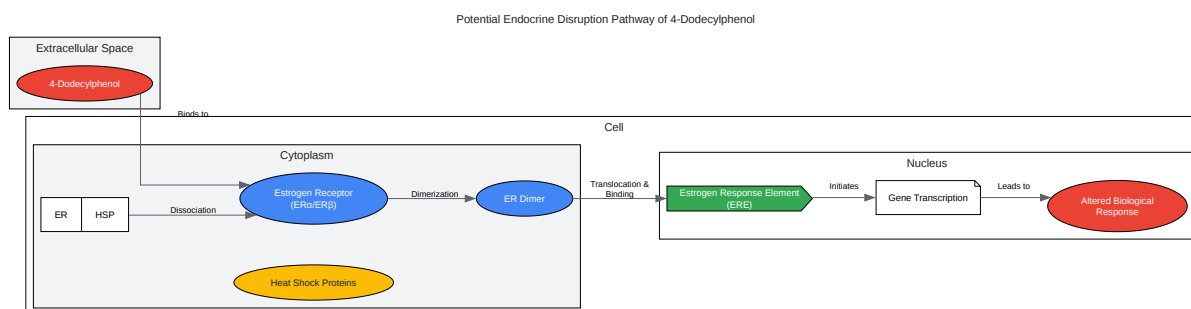 Potential Endocrine Disruption Pathway of 4-Dodecylphenol
Extracellular Space
4-Dodecylphenol
Binds to
Cell
Cytoplasm
Nucleus
Estrogen Receptor
(ERα/ERβ)
Dimerization
ER Dimer
Translocation &
Binding
Estrogen Response Element
(ERE)
Initiates
Gene Transcription
Leads to
Altered Biological
Response
ER
HSP
Dissociation
Heat Shock Proteins